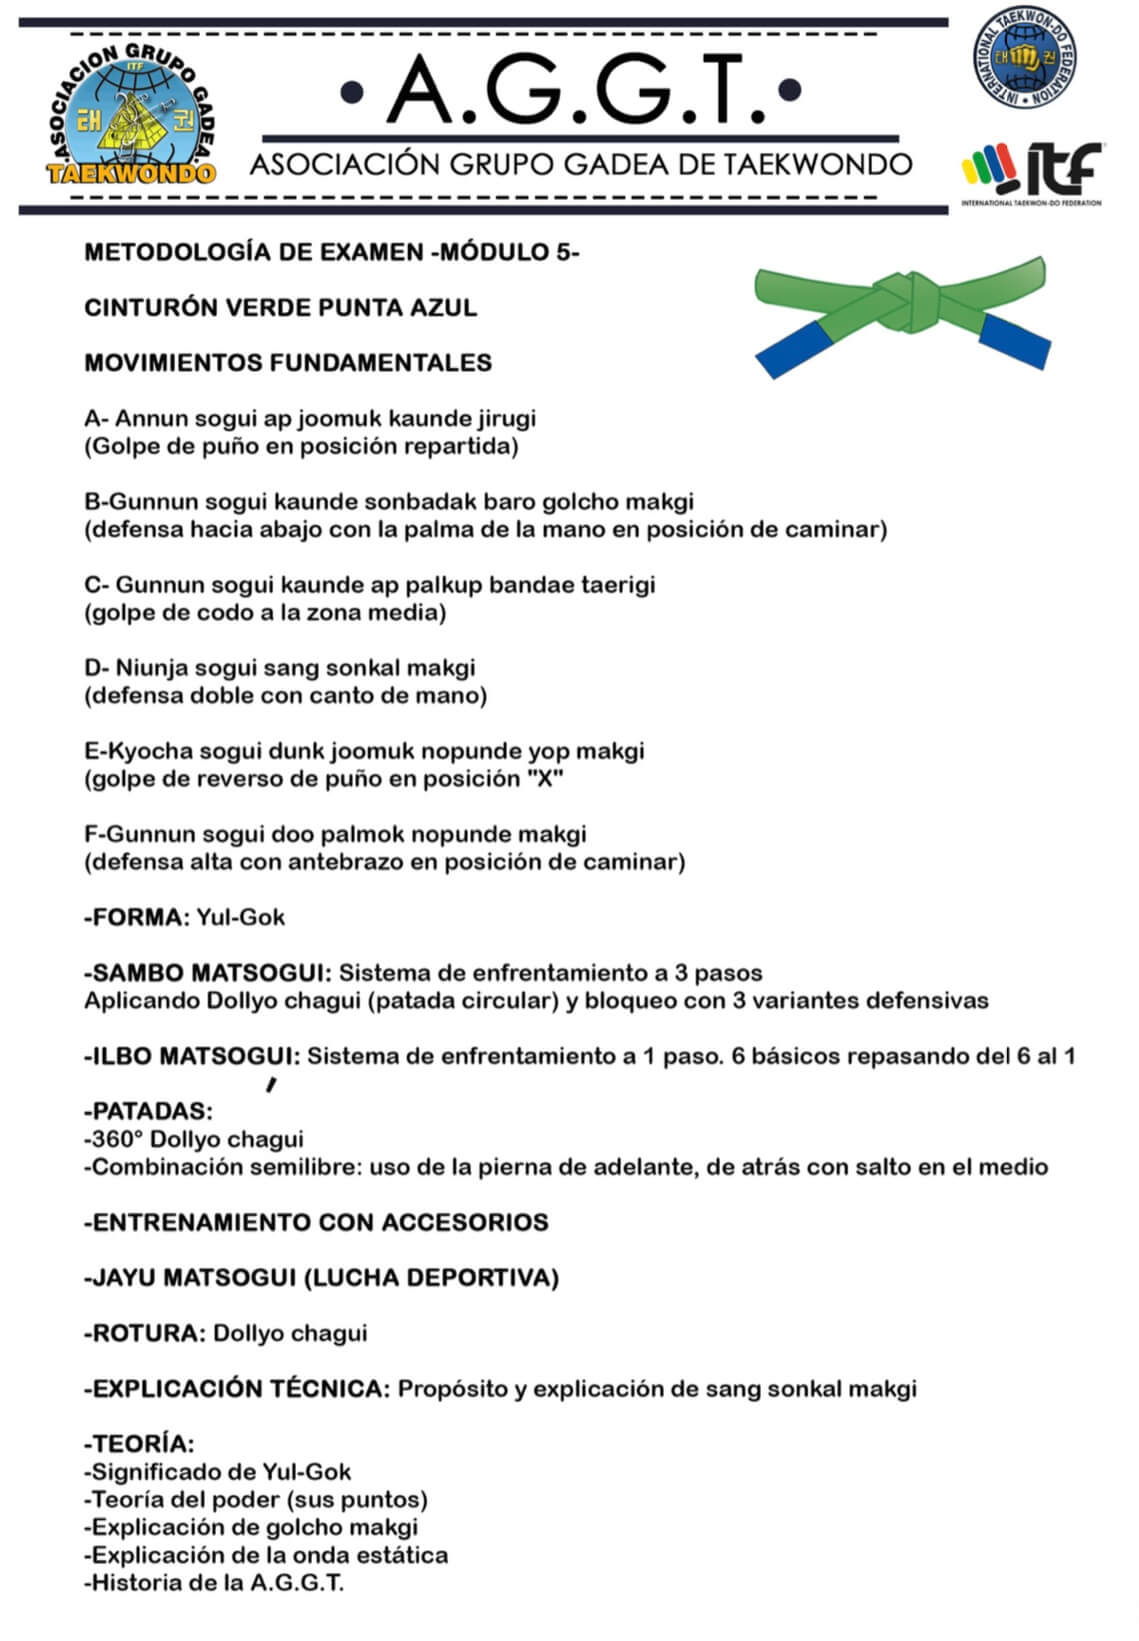 ASOCIACION GRUPO GADEA.
ITF
태 권
TAEKWONDO
• A.G.G.T. •
ASOCIACIÓN GRUPO GADEA DE TAEKWONDO
INTERNATIONAL TAEKWON-DO FEDERATION
태 권
itF
INTERNATIONAL TAEKWON-DO FEDERATION
METODOLOGÍA DE EXAMEN -MÓDULO 5-
CINTURÓN VERDE PUNTA AZUL
MOVIMIENTOS FUNDAMENTALES
A- Annun sogui ap joomuk kaunde jirugi
(Golpe de puño en posición repartida)
B-Gunnun sogui kaunde sonbadak baro golcho makgi
(defensa hacia abajo con la palma de la mano en posición de caminar)
C- Gunnun sogui kaunde ap palkup bandae taerigi
(golpe de codo a la zona media)
D- Niunja sogui sang sonkal makgi
(defensa doble con canto de mano)
E-Kyocha sogui dunk joomuk nopunde yop makgi
(golpe de reverso de puño en posición "X"
F-Gunnun sogui doo palmok nopunde makgi
(defensa alta con antebrazo en posición de caminar)
-FORMA: Yul-Gok
-SAMBO MATSOGUI: Sistema de enfrentamiento a 3 pasos
Aplicando Dollyo chagui (patada circular) y bloqueo con 3 variantes defensivas
-ILBO MATSOGUI: Sistema de enfrentamiento a 1 paso. 6 básicos repasando del 6 al 1
-PATADAS:
-360° Dollyo chagui
-Combinación semilibre: uso de la pierna de adelante, de atrás con salto en el medio
-ENTRENAMIENTO CON ACCESORIOS
-JAYU MATSOGUI (LUCHA DEPORTIVA)
-ROTURA: Dollyo chagui
-EXPLICACIÓN TÉCNICA: Propósito y explicación de sang sonkal makgi
-TEORÍA:
-Significado de Yul-Gok
-Teoría del poder (sus puntos)
-Explicación de golcho makgi
-Explicación de la onda estática
-Historia de la A.G.G.T.